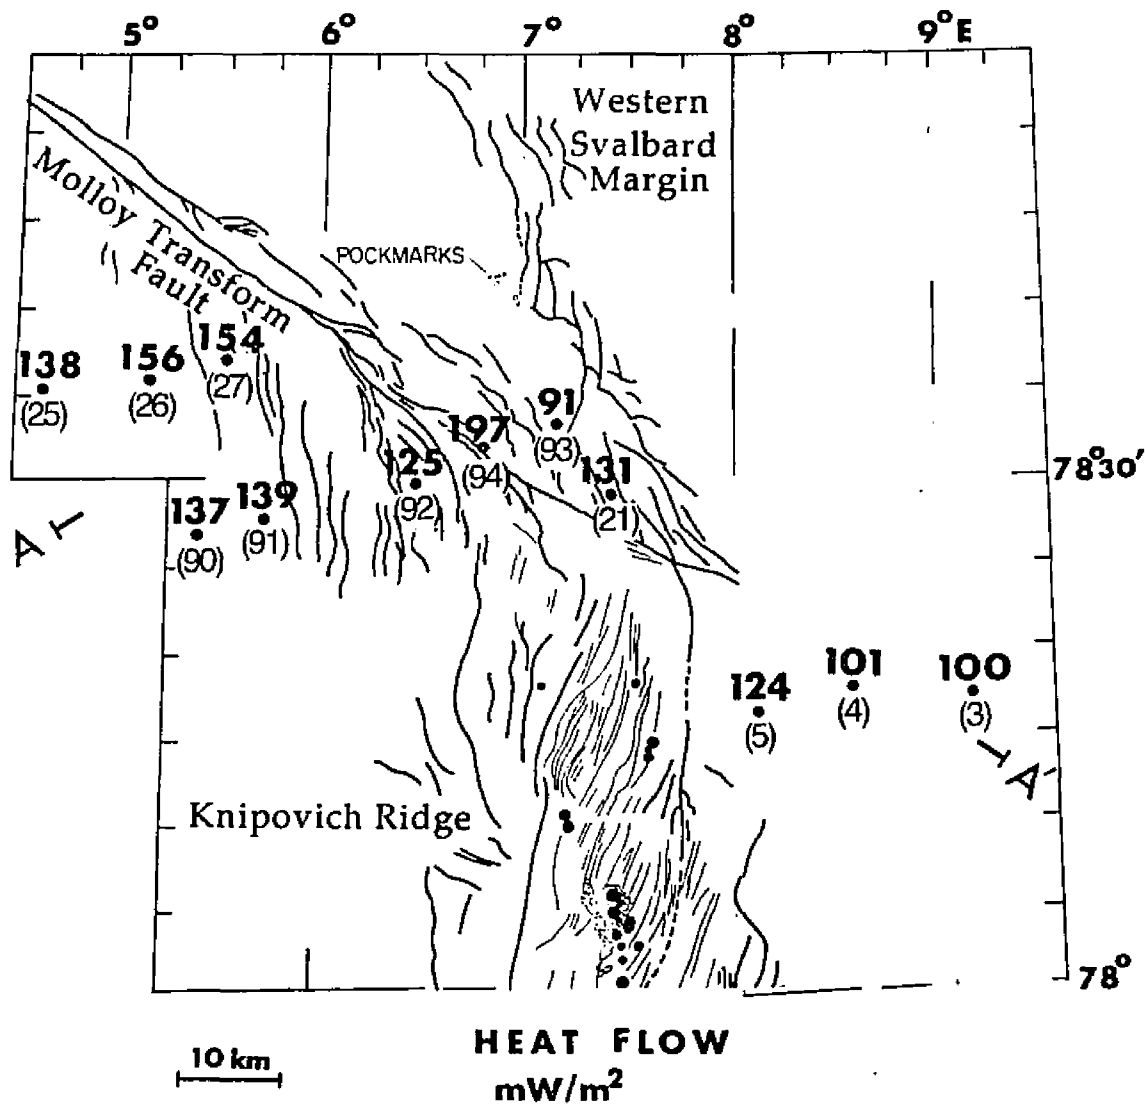 5° 6° 7° 8° 9°E
Western
Svalbard
Margin
Molloy Transform
Fault
POCKMARKS
138
(25)
156
(26)
154
(27)
197
(94)
91
(93)
125
(92)
131
(21)
78°30'
137
(90)
139
(91)
A
124
(5)
101
(4)
100
(3)
A'
Knipovich Ridge
78°
HEAT FLOW
mW/m²
10 km